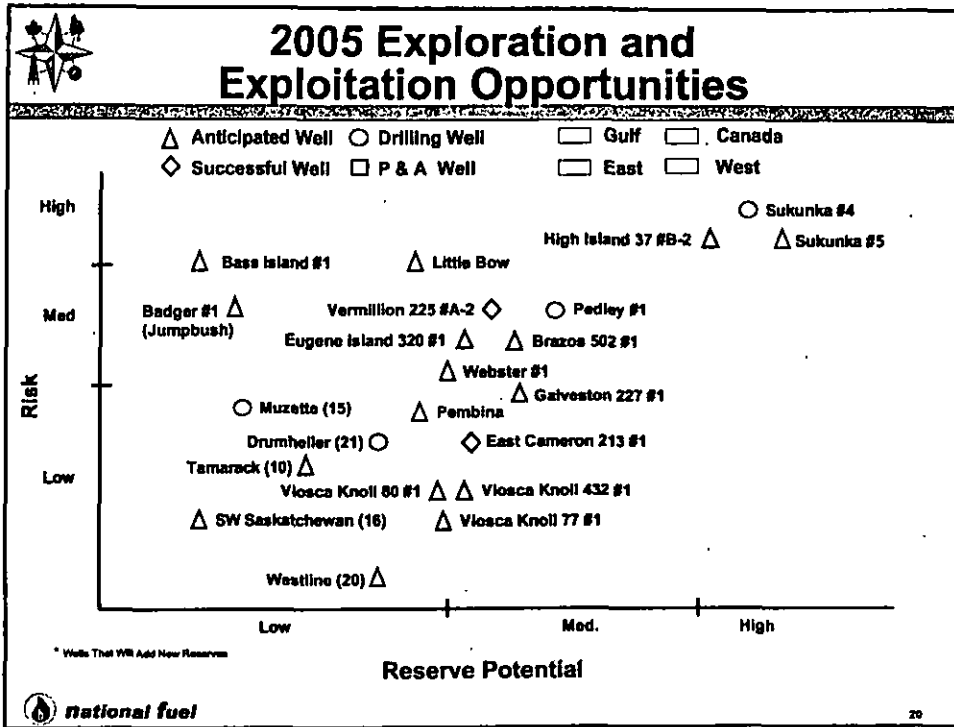 2005 Exploration and
Exploitation Opportunities
Anticipated Well Drilling Well Gulf Canada
Successful Well P & A Well East West
High
Sukunka #4
High Island 37 #B-2 Sukunka #5
Bass Island #1 Little Bow
Med
Badger #1
(Jumpbush)
Vermillion 225 #A-2 Pedley #1
Eugene Island 320 #1 Brazos 502 #1
Webster #1
Galveston 227 #1
Risk
Muzette (15) Pembina
Drumheller (21) East Cameron 213 #1
Tamarack (10)
Low
Viosca Knoll 80 #1 Viosca Knoll 432 #1
SW Saskatchewan (16) Viosca Knoll 77 #1
Westline (20)
Low Med. High
* Wells That Will Add New Reserves
Reserve Potential
national fuel
20